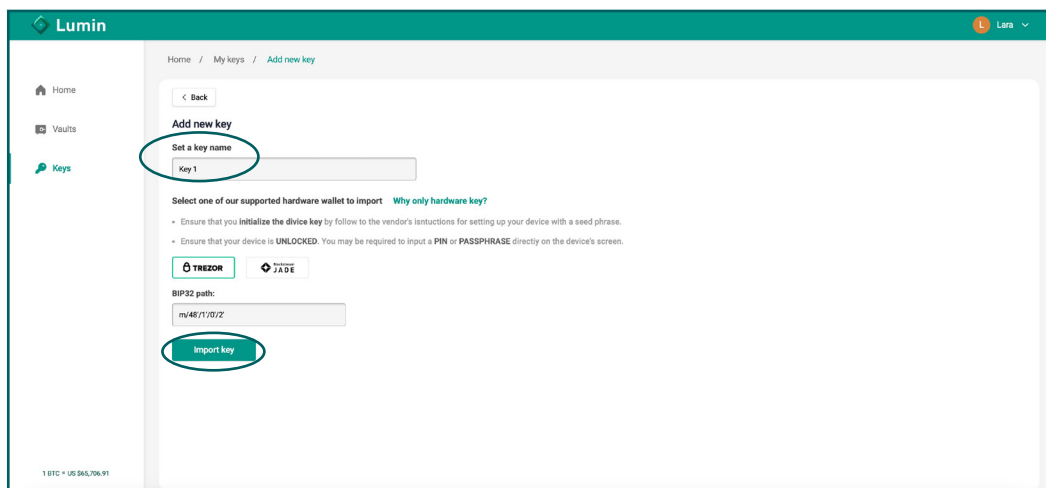 Lumin
L Lara
Home / My keys / Add new key
Home
Vaults
Keys
< Back
Add new key
Set a key name
Key 1
Select one of our supported hardware wallet to import Why only hardware key?
• Ensure that you initialize the divice key by follow to the vendor's isntuctions for setting up your device with a seed phrase.
• Ensure that your device is UNLOCKED. You may be required to input a PIN or PASSPHRASE directly on the device's screen.
TREZOR Blockstream JADE
BIP32 path:
m/48'/1'/0'/2'
Import key
1 BTC = US $65,706.91